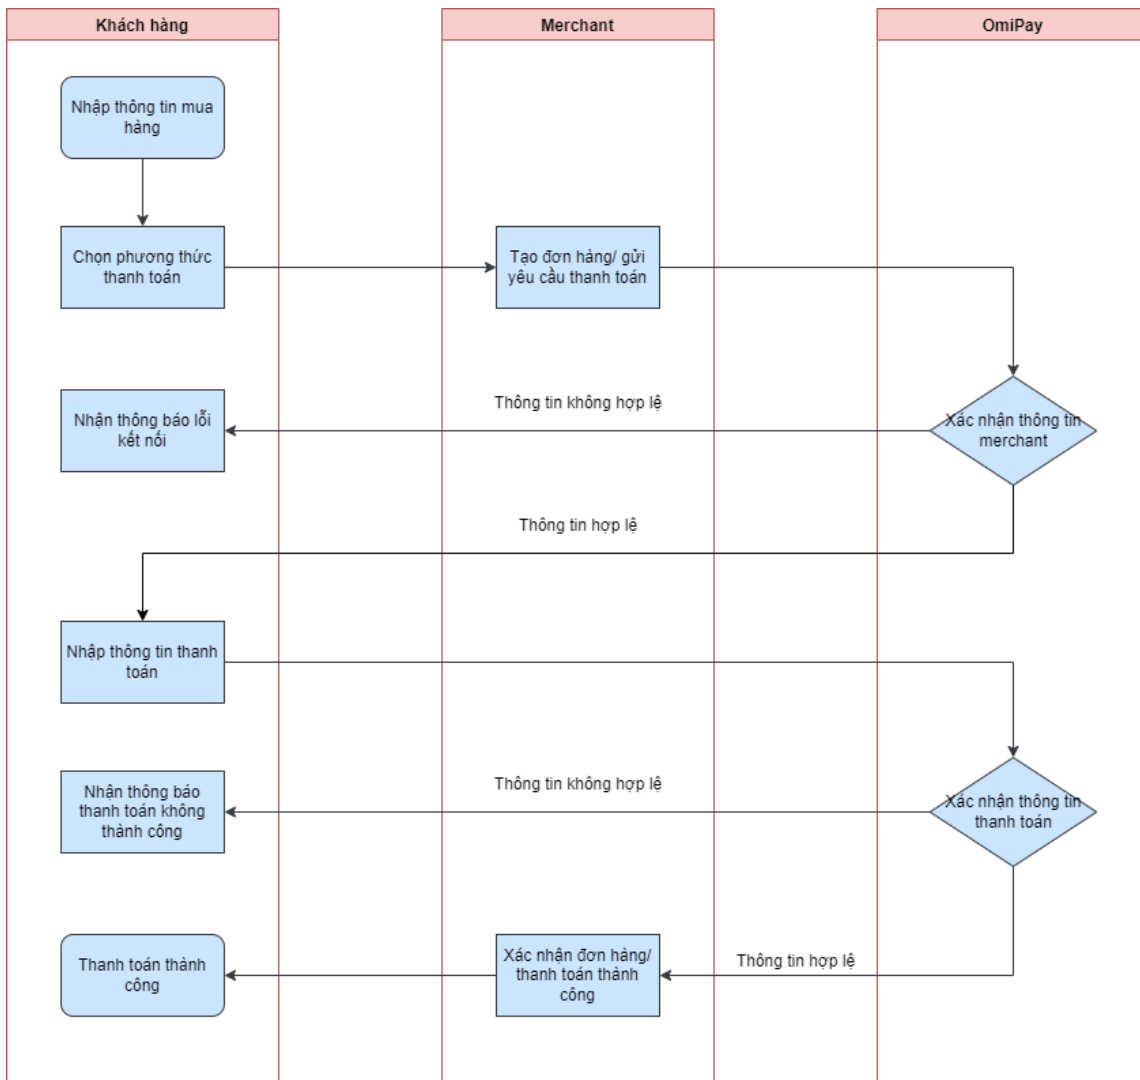 Khách hàng
Merchant
OmiPay
Nhập thông tin mua
hàng
Chọn phương thức
thanh toán
Tạo đơn hàng/ gửi
yêu cầu thanh toán
Nhận thông báo lỗi
kết nối
Thông tin không hợp lệ
Xác nhận thông tin
merchant
Thông tin hợp lệ
Nhập thông tin thanh
toán
Nhận thông báo
thanh toán không
thành công
Thông tin không hợp lệ
Xác nhận thông tin
thanh toán
Thanh toán thành
công
Xác nhận đơn hàng/
thanh toán thành
công
Thông tin hợp lệ